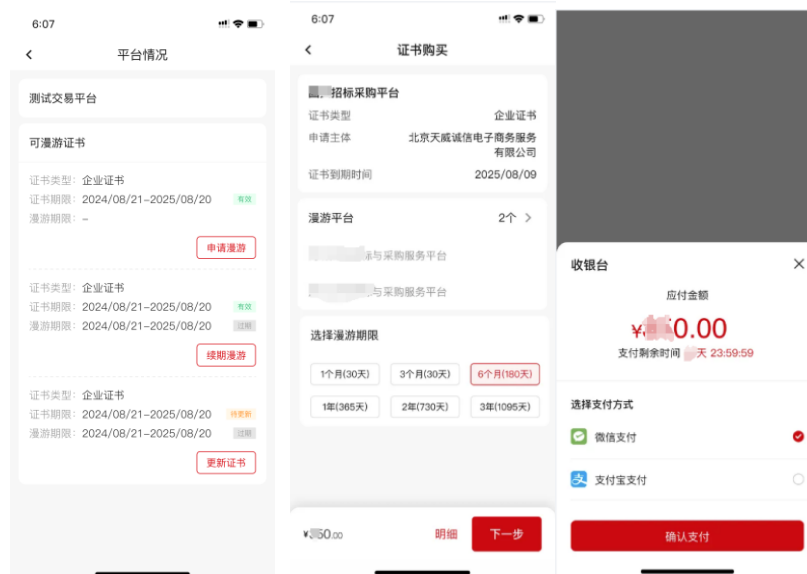 6:07
平台情况
测试交易平台
可漫游证书
证书类型: 企业证书
证书期限: 2024/08/21-2025/08/20 有效
漫游期限: -
申请漫游
证书类型: 企业证书
证书期限: 2024/08/21-2025/08/20 有效
漫游期限: 2024/08/21-2025/08/20 过期
续期漫游
证书类型: 企业证书
证书期限: 2024/08/21-2025/08/20 待更新
漫游期限: 2024/08/21-2025/08/20 过期
更新证书
6:07
证书购买
招标采购平台
证书类型 企业证书
申请主体 北京天威诚信电子商务服务
有限公司
证书到期时间 2025/08/09
漫游平台 2个
与采购服务平台
与采购服务平台
选择漫游期限
1个月(30天) 3个月(30天) 6个月(180天)
1年(365天) 2年(730天) 3年(1095天)
¥ 50.00 明细 下一步
收银台
应付金额
¥ 0.00
支付剩余时间 天 23:59:59
选择支付方式
微信支付
支 支付宝支付
确认支付